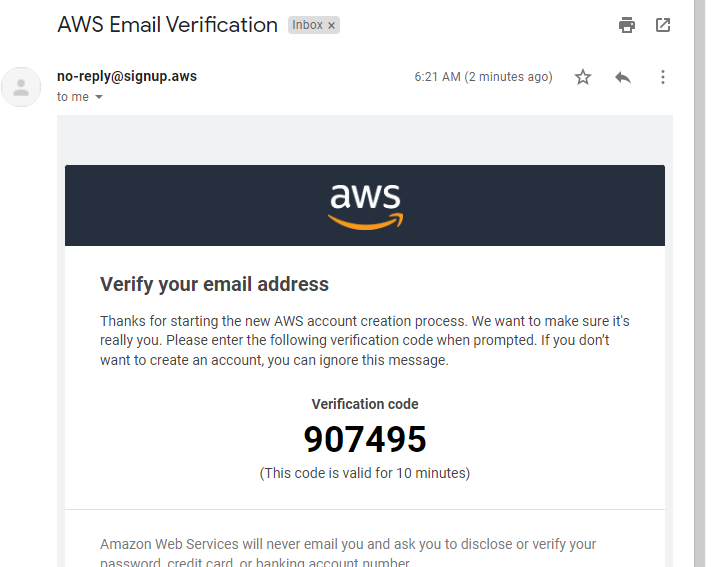 AWS Email Verification Inbox ×
no-reply@signup.aws 6:21 AM (2 minutes ago)
to me
aws
Verify your email address
Thanks for starting the new AWS account creation process. We want to make sure it's
really you. Please enter the following verification code when prompted. If you don’t
want to create an account, you can ignore this message.
Verification code
907495
(This code is valid for 10 minutes)
Amazon Web Services will never email you and ask you to disclose or verify your
password, credit card, or banking account number.